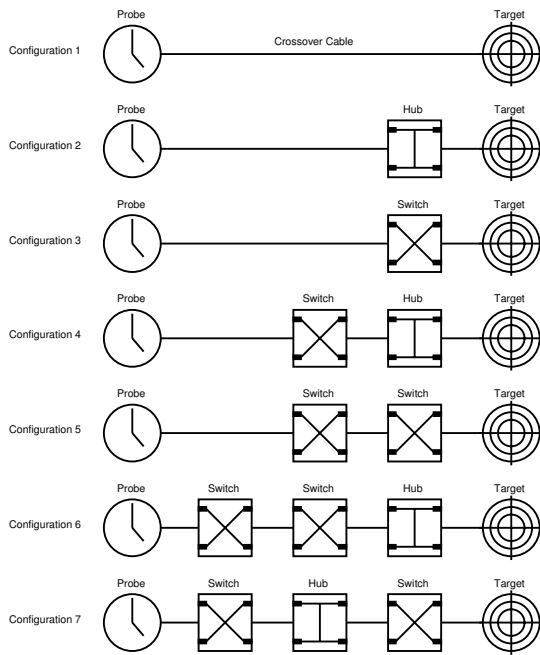 Probe Target
Configuration 1 Crossover Cable
Probe Hub Target
Configuration 2
Probe Switch Target
Configuration 3
Probe Switch Hub Target
Configuration 4
Probe Switch Switch Target
Configuration 5
Probe Switch Switch Hub Target
Configuration 6
Probe Switch Hub Switch Target
Configuration 7